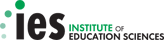 ies INSTITUTE OF
EDUCATION SCIENCES